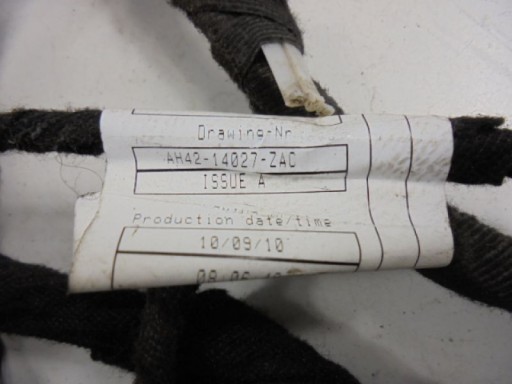 Drawing-Nr
AH42-14027-ZAC
ISSUE A
Production date/time
10/09/10